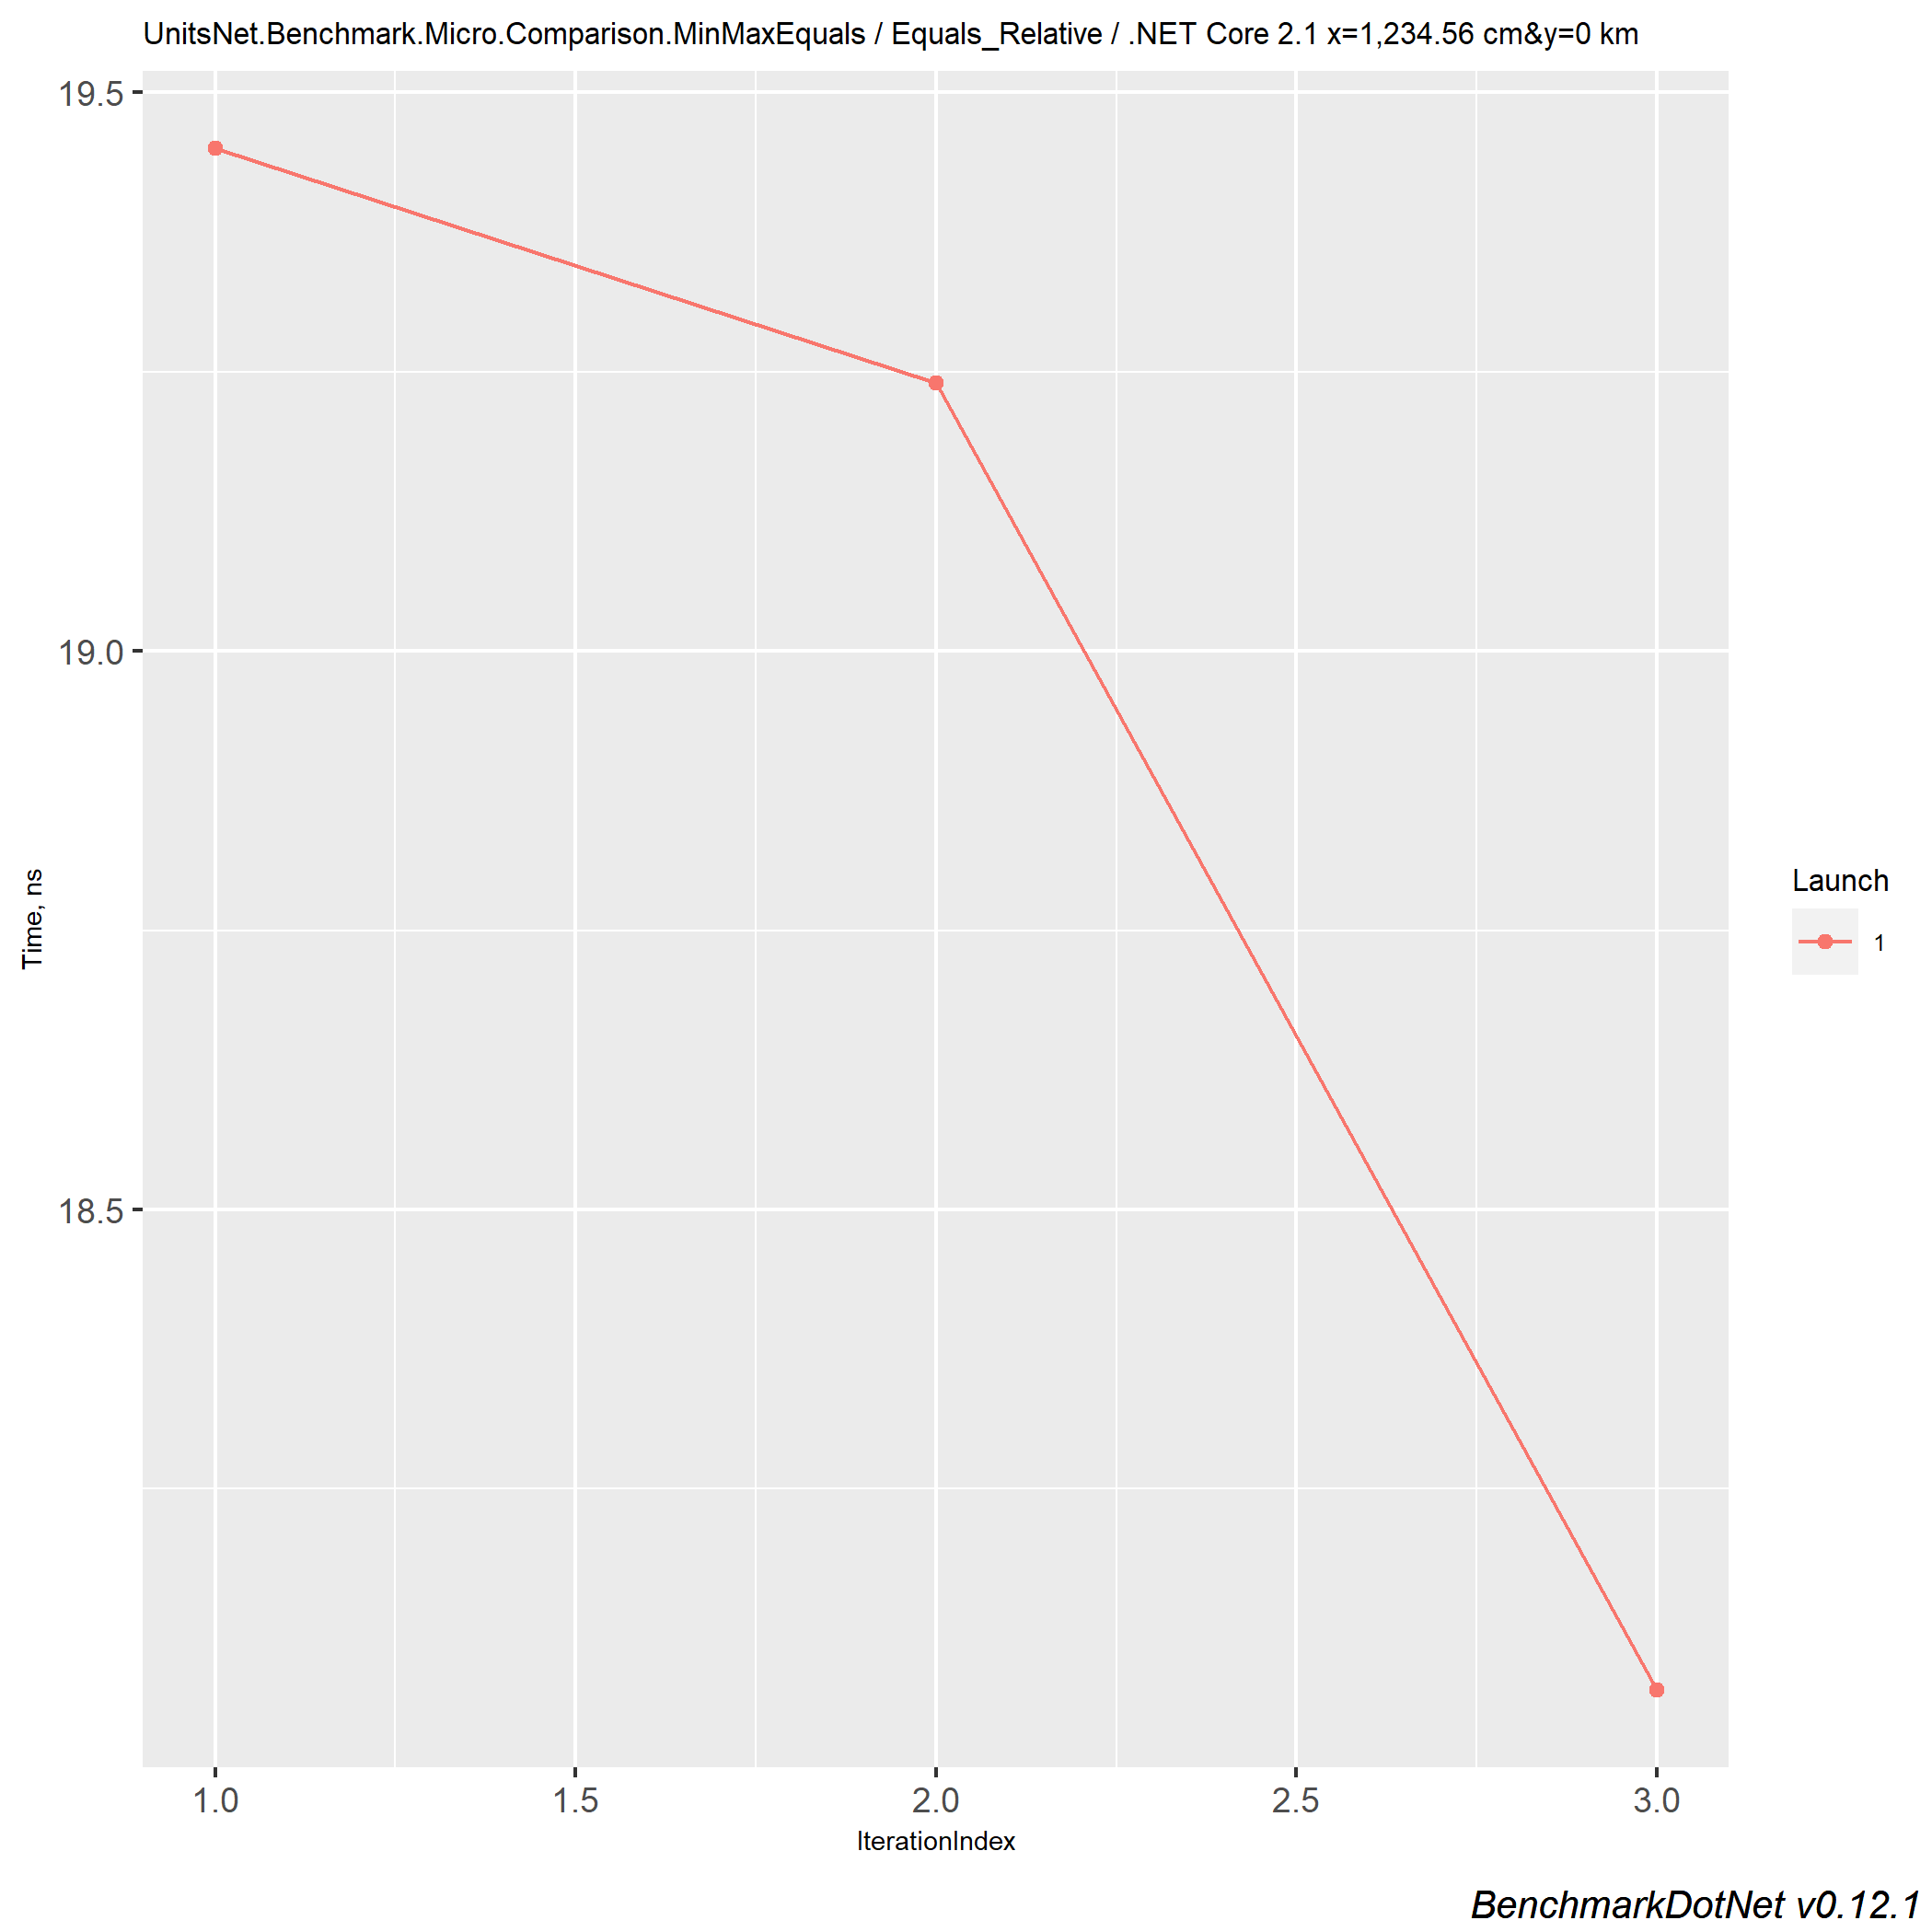 UnitsNet.Benchmark.Micro.Comparison.MinMaxEquals / Equals_Relative / .NET Core 2.1 x=1,234.56 cm&y=0 km
19.5
19.0
18.5
Time, ns
1.0 1.5 2.0 2.5 3.0
IterationIndex
Launch
1
BenchmarkDotNet v0.12.1